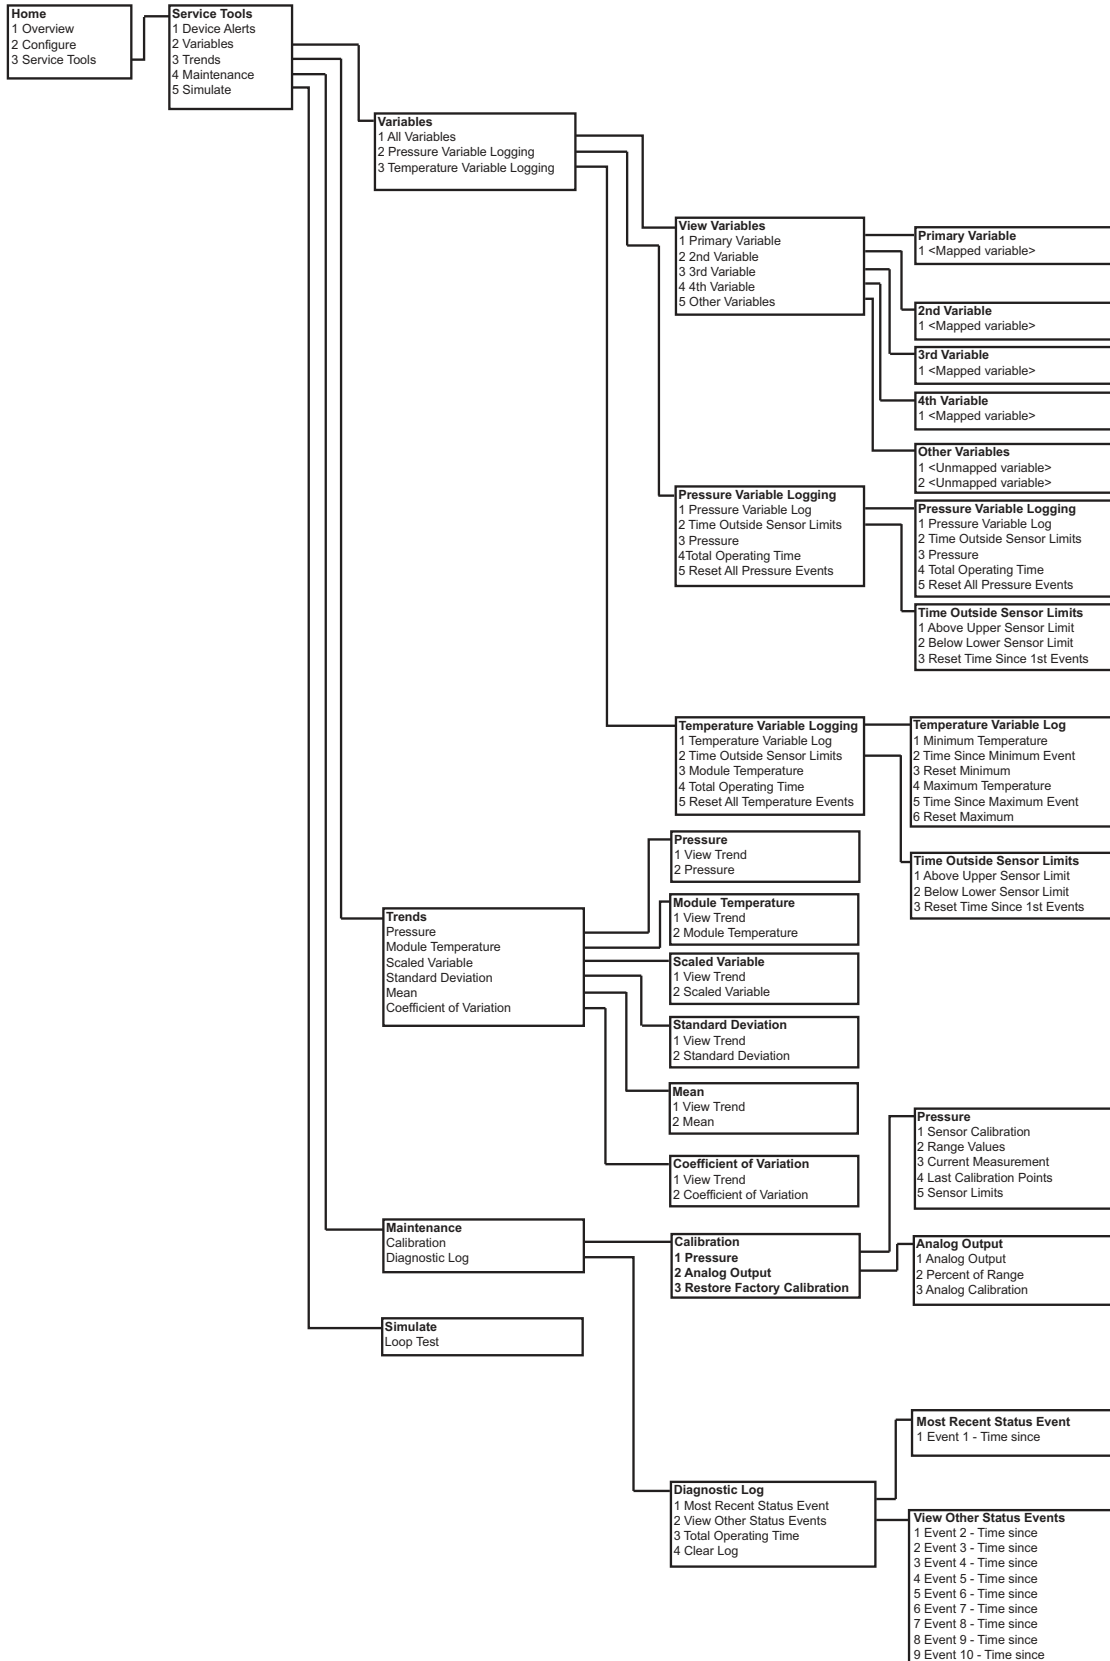 Home
1 Overview
2 Configure
3 Service Tools
Service Tools
1 Device Alerts
2 Variables
3 Trends
4 Maintenance
5 Simulate
Variables
1 All Variables
2 Pressure Variable Logging
3 Temperature Variable Logging
View Variables
1 Primary Variable
2 2nd Variable
3 3rd Variable
4 4th Variable
5 Other Variables
Primary Variable
1 <Mapped variable>
2nd Variable
1 <Mapped variable>
3rd Variable
1 <Mapped variable>
4th Variable
1 <Mapped variable>
Other Variables
1 <Unmapped variable>
2 <Unmapped variable>
Pressure Variable Logging
1 Pressure Variable Log
2 Time Outside Sensor Limits
3 Pressure
4Total Operating Time
5 Reset All Pressure Events
Pressure Variable Logging
1 Pressure Variable Log
2 Time Outside Sensor Limits
3 Pressure
4 Total Operating Time
5 Reset All Pressure Events
Time Outside Sensor Limits
1 Above Upper Sensor Limit
2 Below Lower Sensor Limit
3 Reset Time Since 1st Events
Temperature Variable Logging
1 Temperature Variable Log
2 Time Outside Sensor Limits
3 Module Temperature
4 Total Operating Time
5 Reset All Temperature Events
Temperature Variable Log
1 Minimum Temperature
2 Time Since Minimum Event
3 Reset Minimum
4 Maximum Temperature
5 Time Since Maximum Event
6 Reset Maximum
Time Outside Sensor Limits
1 Above Upper Sensor Limit
2 Below Lower Sensor Limit
3 Reset Time Since 1st Events
Trends
Pressure
Module Temperature
Scaled Variable
Standard Deviation
Mean
Coefficient of Variation
Pressure
1 View Trend
2 Pressure
Module Temperature
1 View Trend
2 Module Temperature
Scaled Variable
1 View Trend
2 Scaled Variable
Standard Deviation
1 View Trend
2 Standard Deviation
Mean
1 View Trend
2 Mean
Coefficient of Variation
1 View Trend
2 Coefficient of Variation
Maintenance
Calibration
Diagnostic Log
Calibration
1 Pressure
2 Analog Output
3 Restore Factory Calibration
Pressure
1 Sensor Calibration
2 Range Values
3 Current Measurement
4 Last Calibration Points
5 Sensor Limits
Analog Output
1 Analog Output
2 Percent of Range
3 Analog Calibration
Simulate
Loop Test
Diagnostic Log
1 Most Recent Status Event
2 View Other Status Events
3 Total Operating Time
4 Clear Log
Most Recent Status Event
1 Event 1 - Time since
View Other Status Events
1 Event 2 - Time since
2 Event 3 - Time since
3 Event 4 - Time since
4 Event 5 - Time since
5 Event 6 - Time since
6 Event 7 - Time since
7 Event 8 - Time since
8 Event 9 - Time since
9 Event 10 - Time since